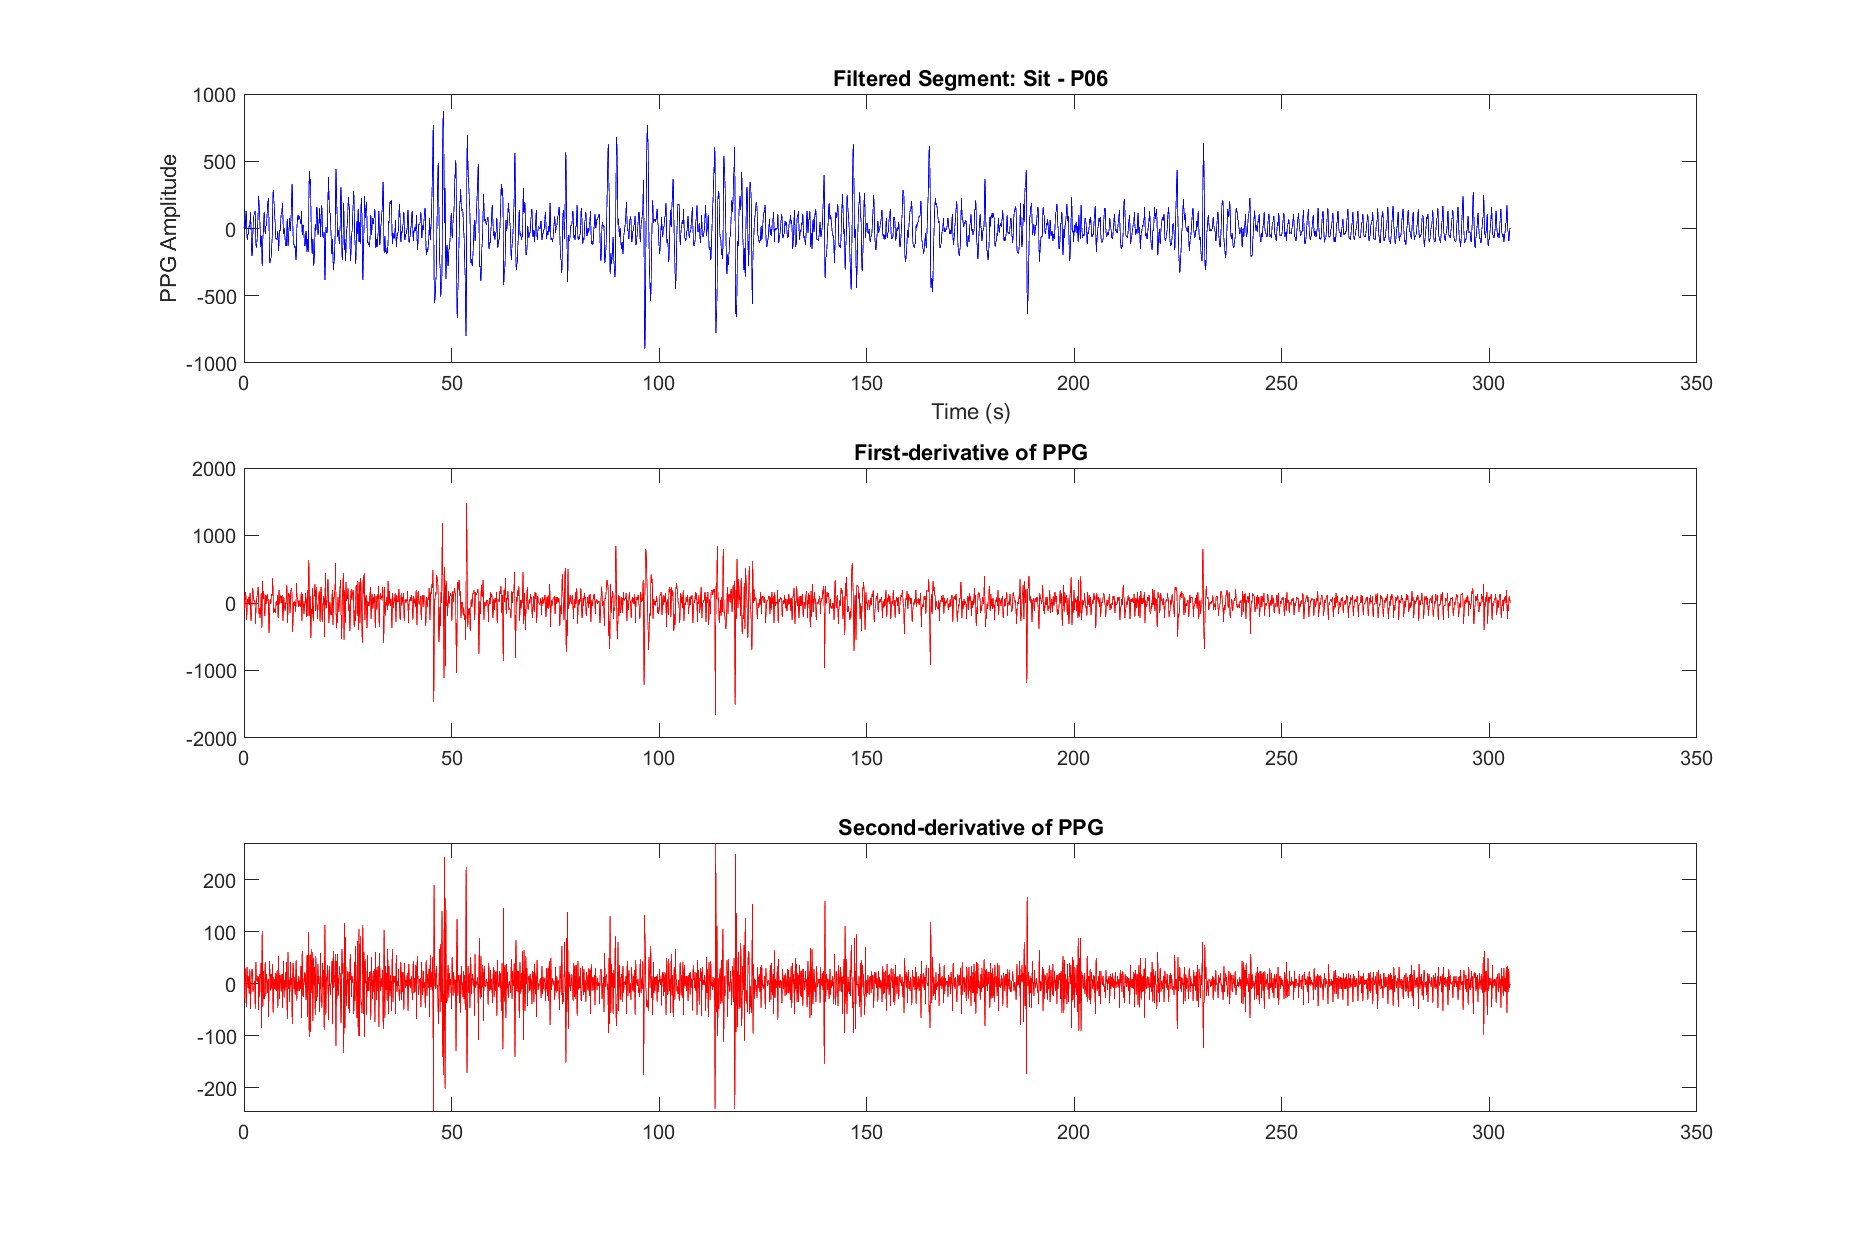 Filtered Segment: Sit - P06
1000
500
0
-500
-1000
PPG Amplitude
0 50 100 150 200 250 300 350
Time (s)
First-derivative of PPG
2000
1000
0
-1000
-2000
0 50 100 150 200 250 300 350
Second-derivative of PPG
200
100
0
-100
-200
0 50 100 150 200 250 300 350